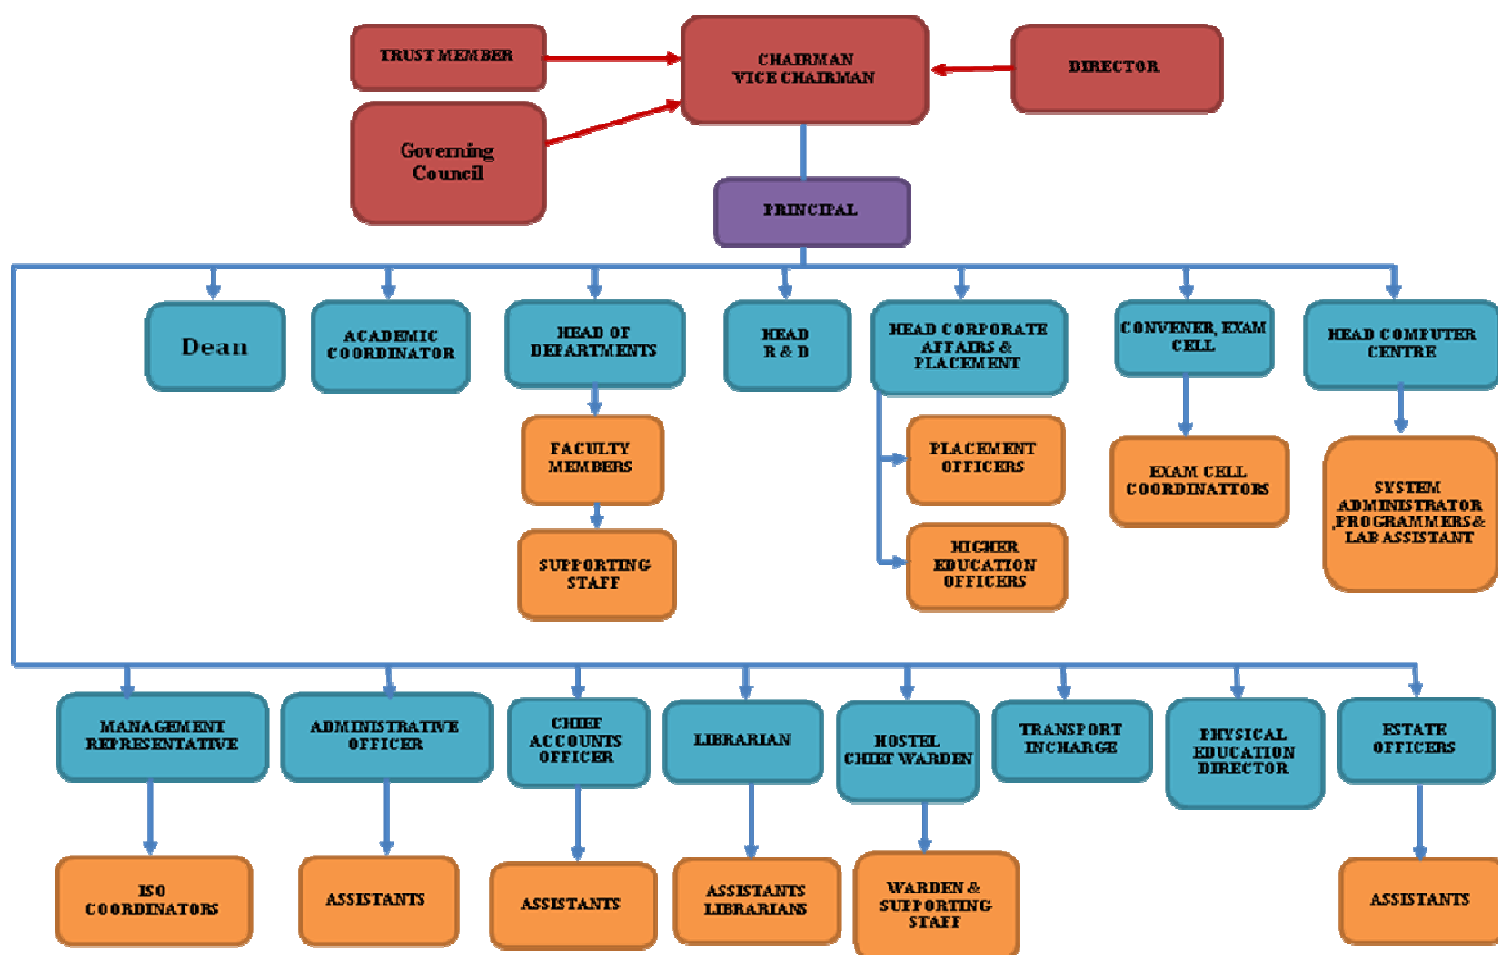 TRUST MEMBER
CHAIRMAN
VICE CHAIRMAN
DIRECTOR
Governing
Council
PRINCIPAL
Dean
ACADEMIC
COORDINATOR
HEAD OF
DEPARTMENTS
HEAD
R & D
HEAD CORPORATE
AFFAIRS &
PLACEMENT
CONVENER, EXAM
CELL
HEAD COMPUTER
CENTRE
FACULTY
MEMBERS
PLACEMENT
OFFICERS
EXAM CELL
COORDINATTORS
SYSTEM
ADMINISTRATOR
,PROGRAMMERS &
LAB ASSISTANT
SUPPORTING
STAFF
HIGHER
EDUCATION
OFFICERS
MANAGEMENT
REPRESENTATIVE
ADMINISTRATIVE
OFFICER
CHIEF
ACCOUNTS
OFFICER
LIBRARIAN
HOSTEL
CHIEF WARDEN
TRANSPORT
INCHARGE
PHYSICAL
EDUCATION
DIRECTOR
ESTATE
OFFICERS
ISO
COORDINATORS
ASSISTANTS
ASSISTANTS
ASSISTANTS
LIBRARIANS
WARDEN &
SUPPORTING
STAFF
ASSISTANTS